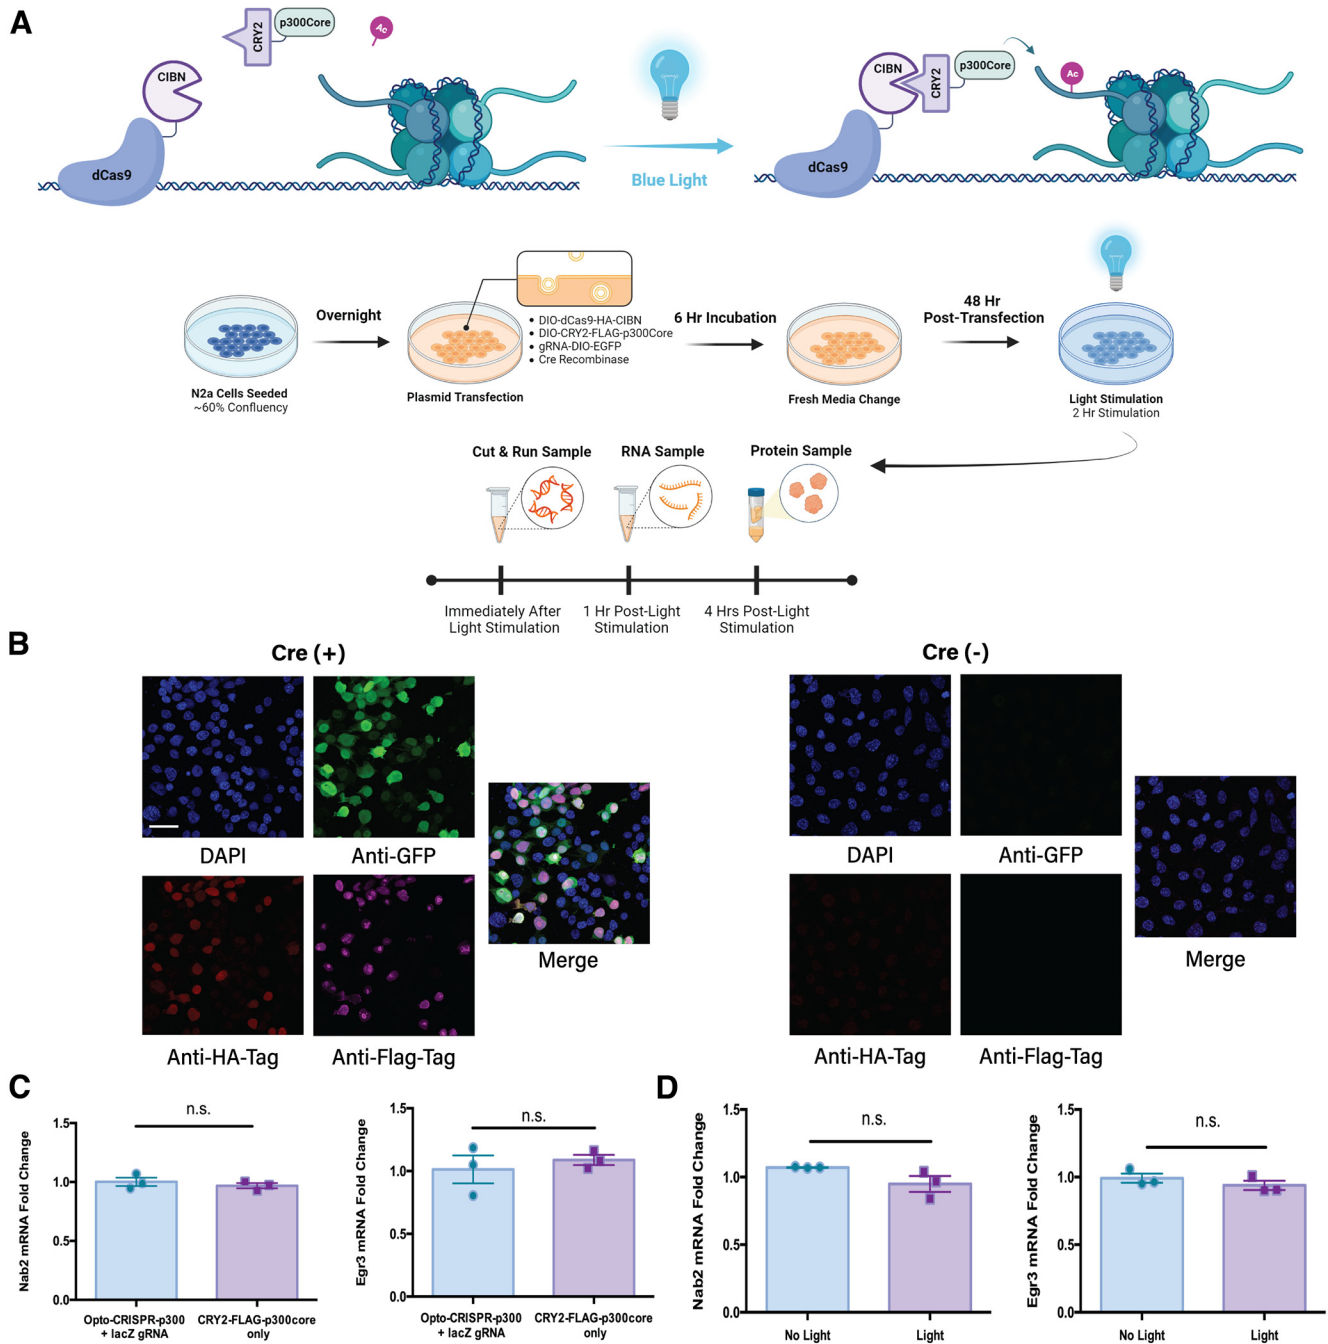 A
CIBN
CRY2
p300Core
Ac
dCas9
Blue Light
CIBN
CRY2
p300Core
Ac
dCas9
Overnight
N2a Cells Seeded
~60% Confluency
Plasmid Transfection
• DIO-dCas9-HA-CIBN
• DIO-CRY2-FLAG-p300Core
• gRNA-DIO-EGFP
• Cre Recombinase
6 Hr Incubation
Fresh Media Change
48 Hr
Post-Transfection
Light Stimulation
2 Hr Stimulation
Cut & Run Sample
RNA Sample
Protein Sample
Immediately After
Light Stimulation
1 Hr Post-Light
Stimulation
4 Hrs Post-Light
Stimulation
B
Cre (+)
DAPI
Anti-GFP
Anti-HA-Tag
Anti-Flag-Tag
Merge
Cre (-)
DAPI
Anti-GFP
Anti-HA-Tag
Anti-Flag-Tag
Merge
C
Nab2 mRNA Fold Change
1.5
1.0
0.5
0.0
n.s.
Opto-CRISPR-p300
+ lacZ gRNA
CRY2-FLAG-p300core
only
Egr3 mRNA Fold Change
1.5
1.0
0.5
0.0
n.s.
Opto-CRISPR-p300
+ lacZ gRNA
CRY2-FLAG-p300core
only
D
Nab2 mRNA Fold Change
1.5
1.0
0.5
0.0
n.s.
No Light
Light
Egr3 mRNA Fold Change
1.5
1.0
0.5
0.0
n.s.
No Light
Light